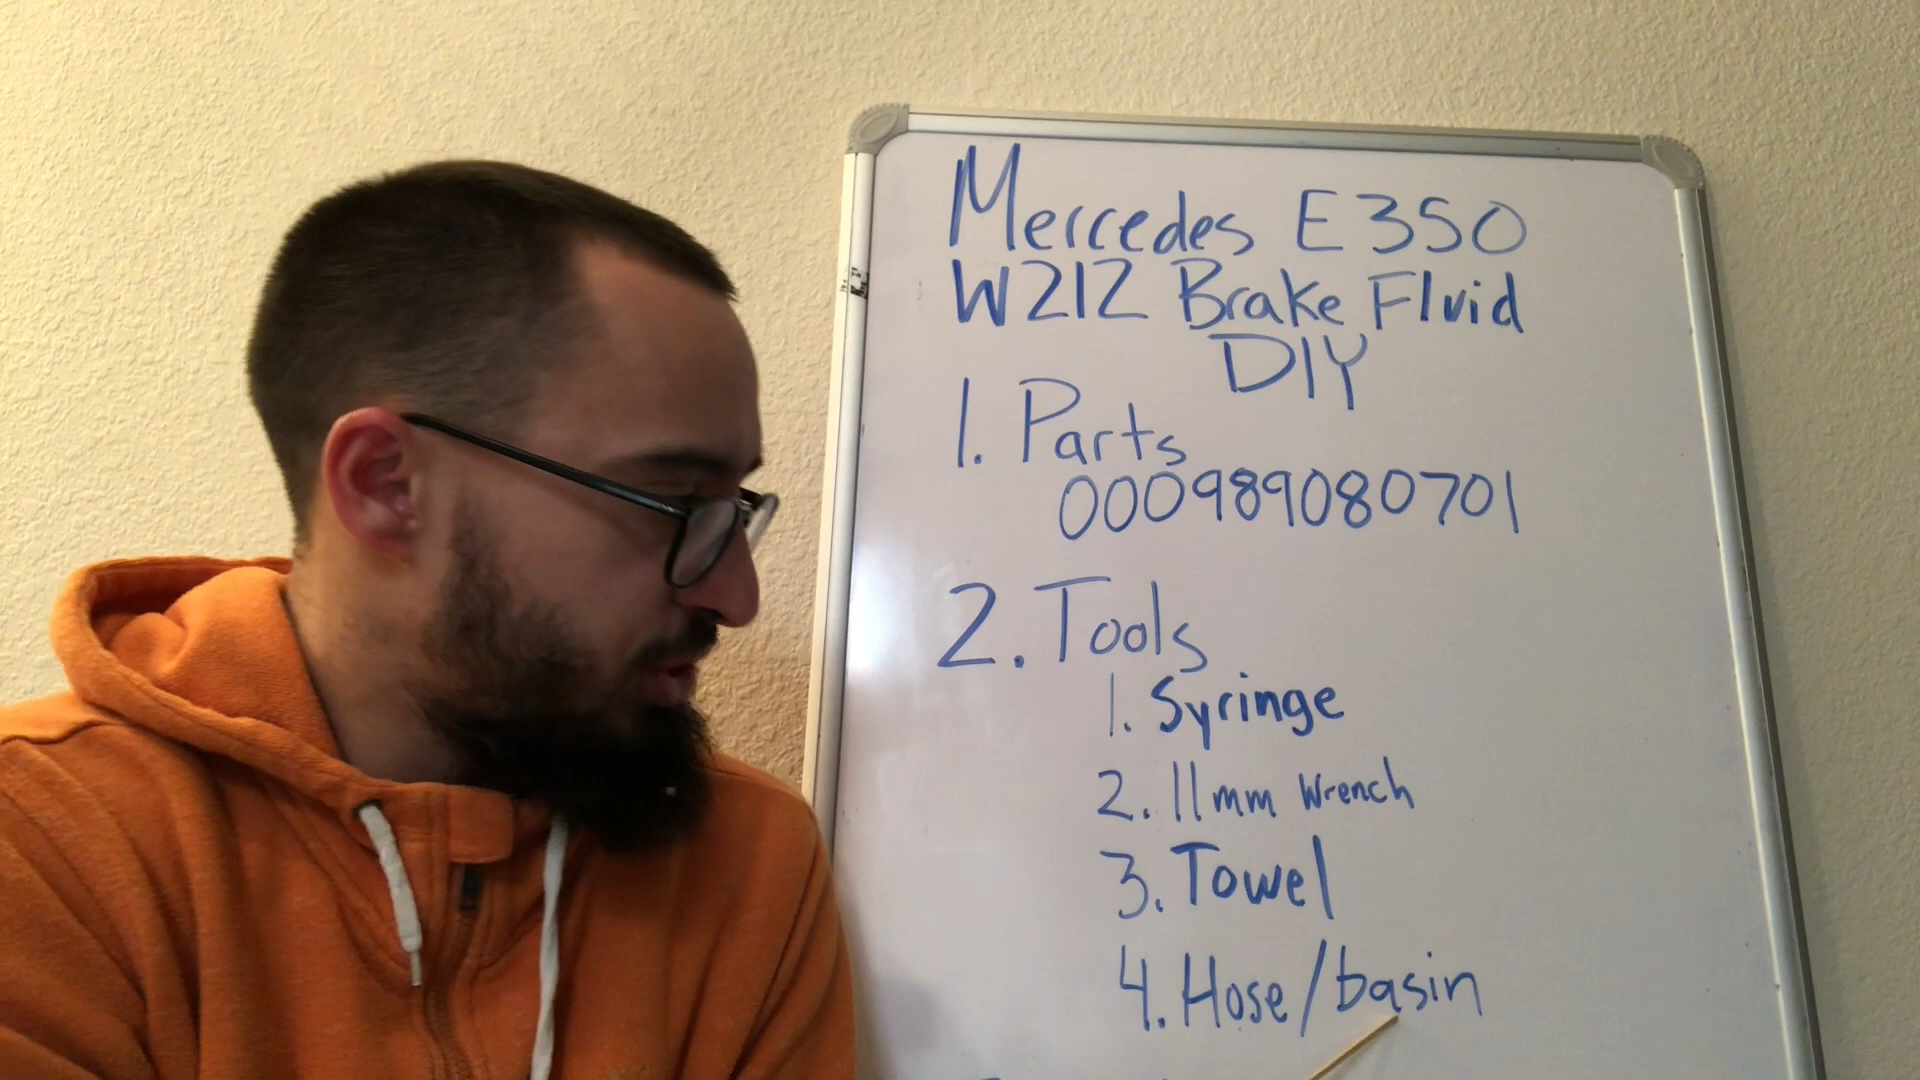 Mercedes E350
W212 Brake Fluid
DIY
1. Parts
000989080701
2. Tools
1. Syringe
2. 11mm Wrench
3. Towel
4. Hose/basin